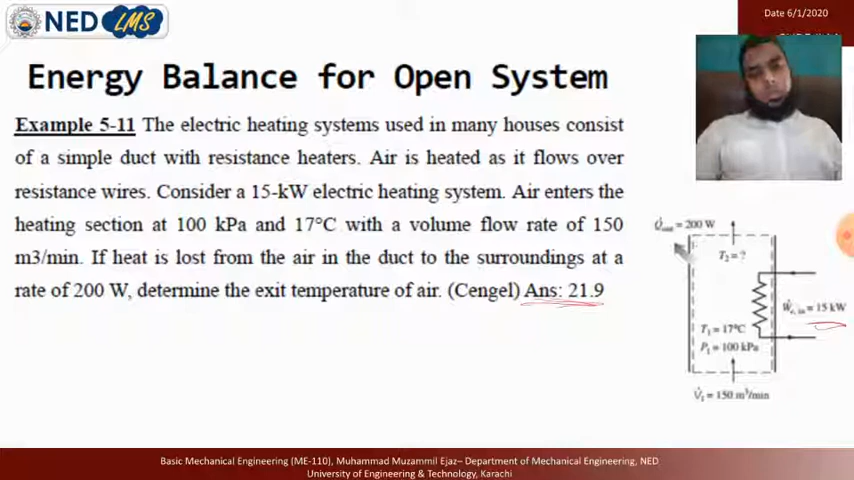 NED LMS
Date 6/1/2020
Energy Balance for Open System
Example 5-11 The electric heating systems used in many houses consist
of a simple duct with resistance heaters. Air is heated as it flows over
resistance wires. Consider a 15-kW electric heating system. Air enters the
heating section at 100 kPa and 17°C with a volume flow rate of 150
m3/min. If heat is lost from the air in the duct to the surroundings at a
rate of 200 W, determine the exit temperature of air. (Cengel) Ans: 21.9
Q̇out = 200 W
T₂ = ?
Ẇe, in = 15 kW
T₁ = 17°C
P₁ = 100 kPa
V̇₁ = 150 m³/min
Basic Mechanical Engineering (ME-110), Muhammad Muzammil Ejaz– Department of Mechanical Engineering, NED
University of Engineering & Technology, Karachi